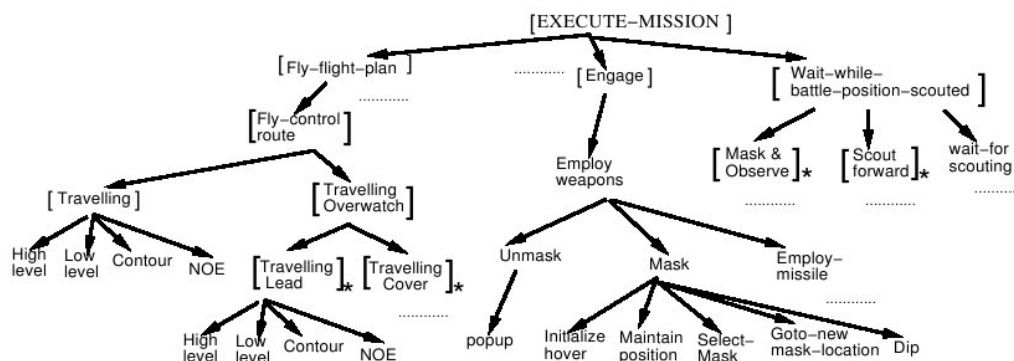 [EXECUTE–MISSION ]
[Fly–flight–plan ]
............
[ Engage]
[Wait–while–
battle–position–scouted]
............
[Fly–control
route]
Employ
weapons
[Mask &
Observe]*
[Scout
forward]*
wait–for
scouting
............
............
............
[ Travelling]
[Travelling
Overwatch]
High
level
Low
level
Contour
NOE
[Travelling
Lead]*
[Travelling
Cover]*
............
Unmask
Mask
Employ–
missile
............
High
level
Low
level
Contour
NOE
popup
Initialize
hover
Maintain
position
Select–
Mask
Goto–new
mask–location
Dip